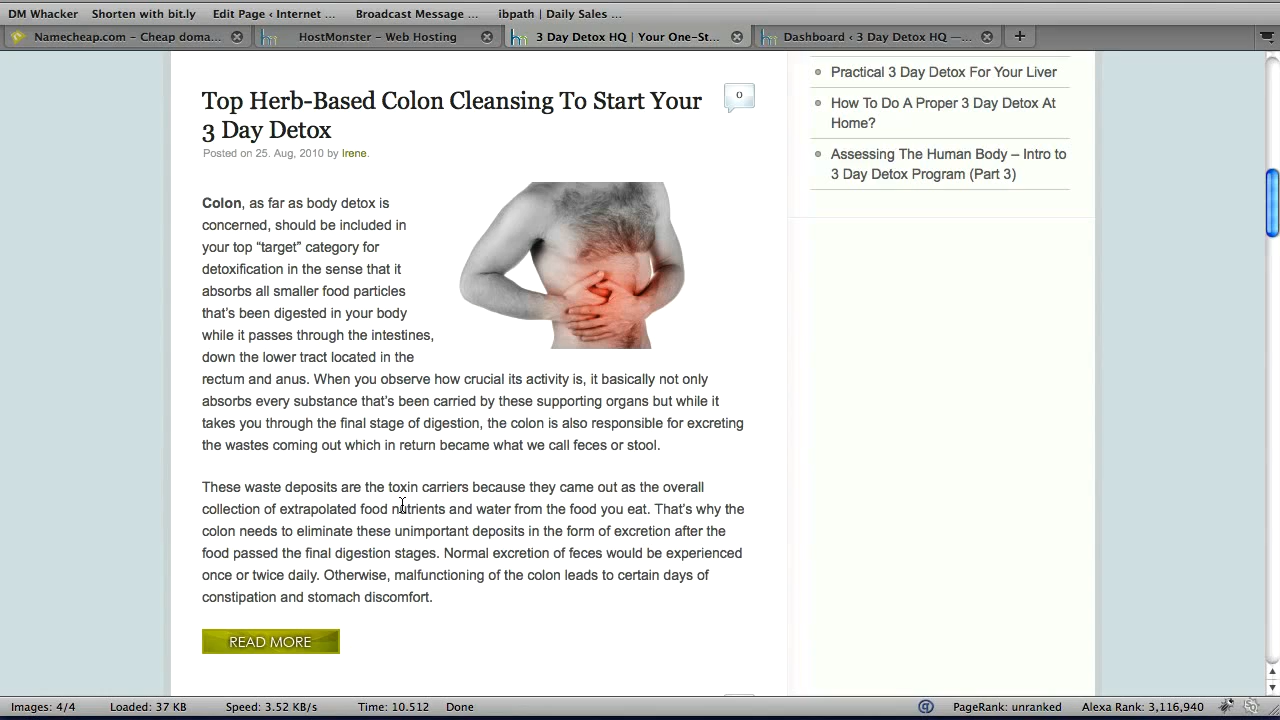 DM Whacker Shorten with bit.ly Edit Page ‹ Internet ... Broadcast Message ... ibpath | Daily Sales ...
Namecheap.com - Cheap doma... HostMonster - Web Hosting 3 Day Detox HQ | Your One-St... Dashboard ‹ 3 Day Detox HQ —...
Top Herb-Based Colon Cleansing To Start Your
3 Day Detox
0
Posted on 25. Aug, 2010 by Irene.
Colon, as far as body detox is
concerned, should be included in
your top “target” category for
detoxification in the sense that it
absorbs all smaller food particles
that’s been digested in your body
while it passes through the intestines,
down the lower tract located in the
rectum and anus. When you observe how crucial its activity is, it basically not only
absorbs every substance that’s been carried by these supporting organs but while it
takes you through the final stage of digestion, the colon is also responsible for excreting
the wastes coming out which in return became what we call feces or stool.
These waste deposits are the toxin carriers because they came out as the overall
collection of extrapolated food nutrients and water from the food you eat. That’s why the
colon needs to eliminate these unimportant deposits in the form of excretion after the
food passed the final digestion stages. Normal excretion of feces would be experienced
once or twice daily. Otherwise, malfunctioning of the colon leads to certain days of
constipation and stomach discomfort.
READ MORE
Practical 3 Day Detox For Your Liver
How To Do A Proper 3 Day Detox At
Home?
Assessing The Human Body – Intro to
3 Day Detox Program (Part 3)
Images: 4/4 Loaded: 37 KB Speed: 3.52 KB/s Time: 10.512 Done PageRank: unranked Alexa Rank: 3,116,940